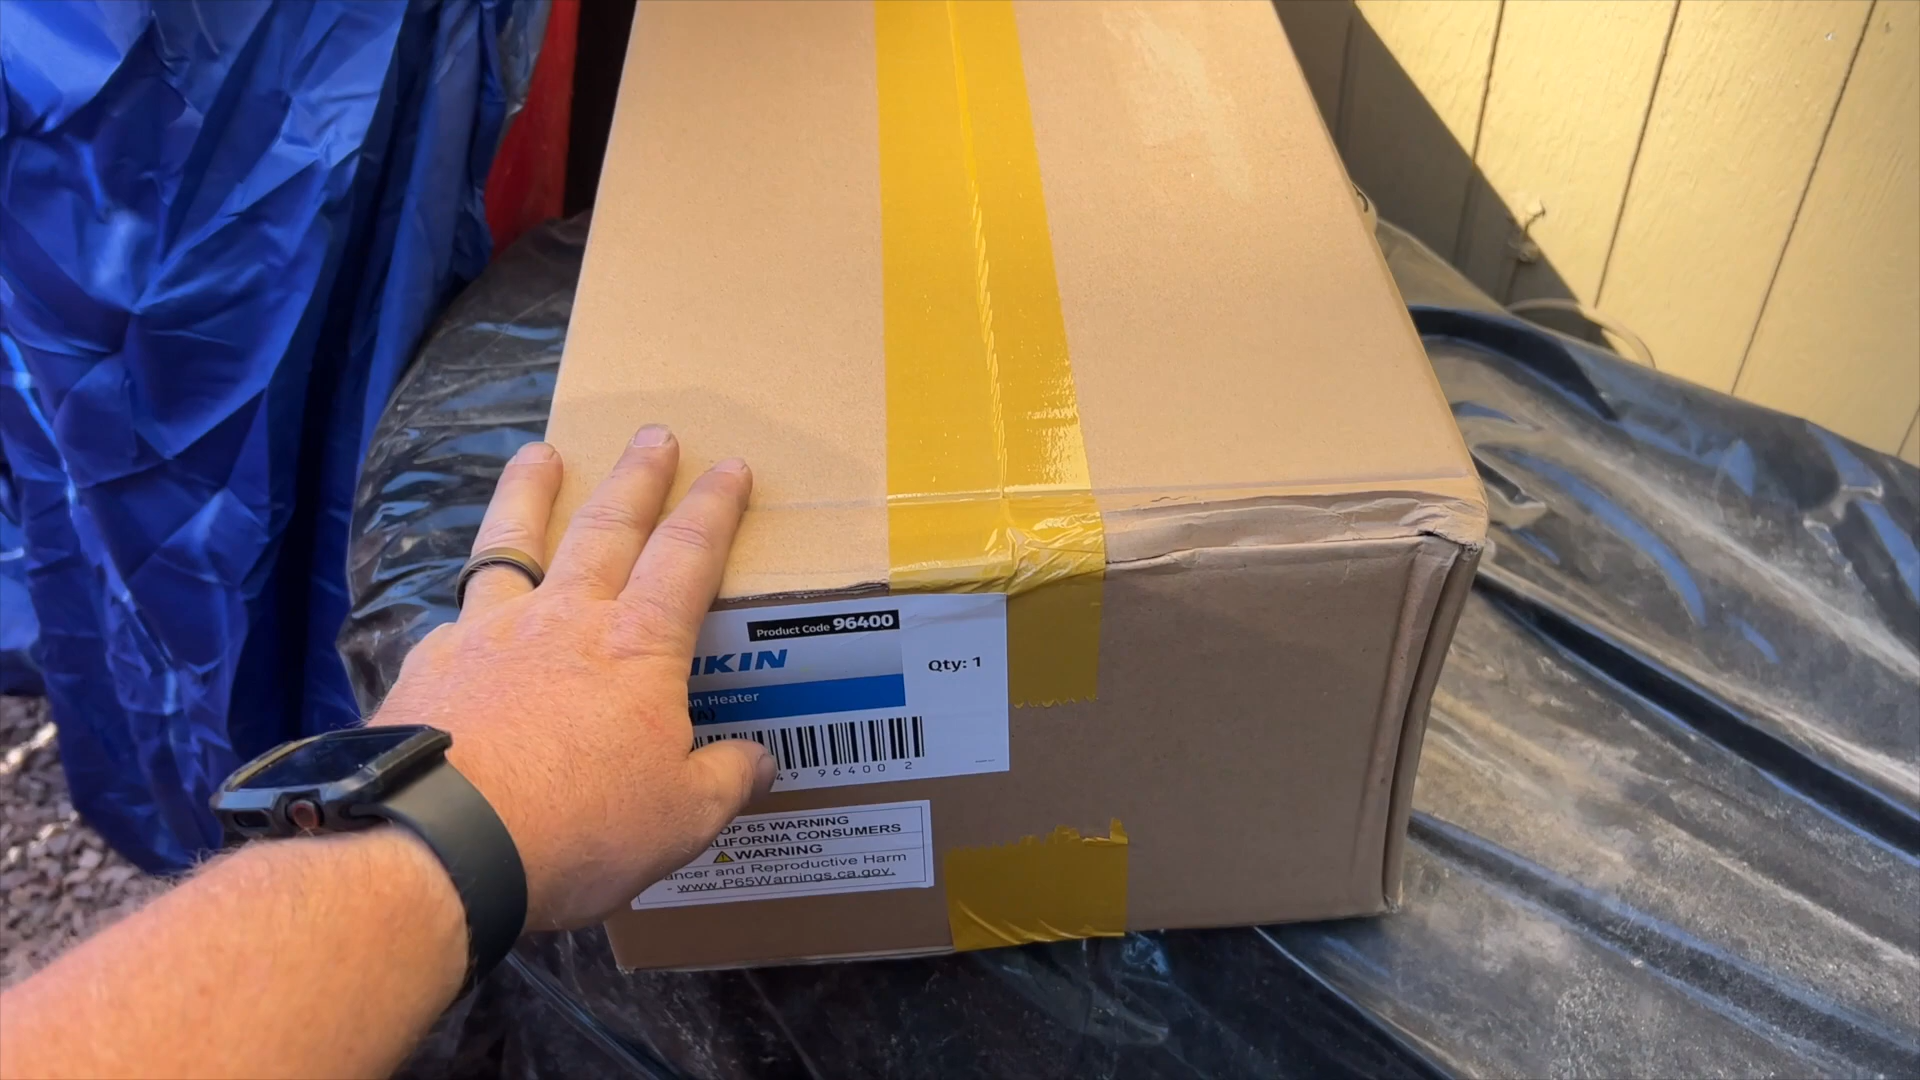 Product Code 96400
IKIN
Qty: 1
an Heater
(A)
49 96400 2
OP 65 WARNING
ALIFORNIA CONSUMERS
WARNING
ancer and Reproductive Harm
- www.P65Warnings.ca.gov.